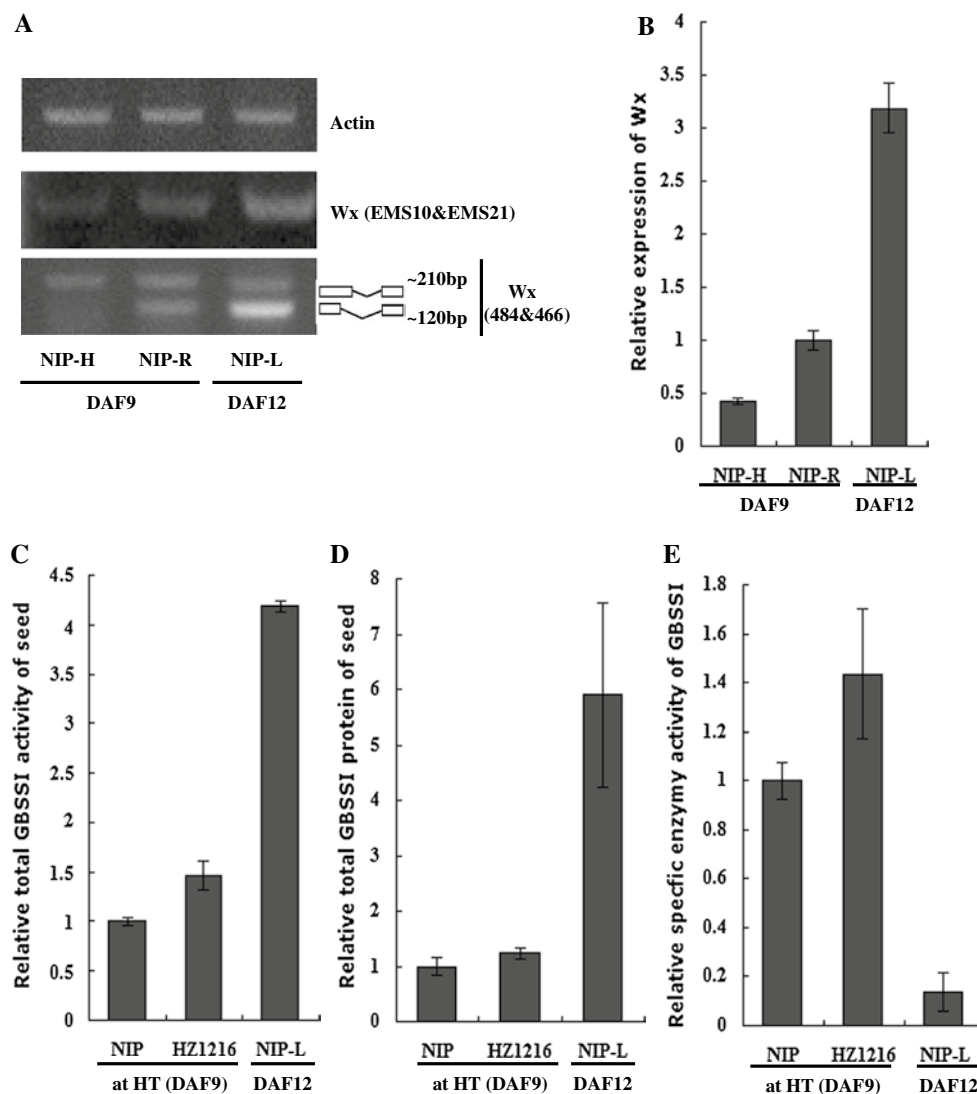 A
Actin
Wx (EMS10&EMS21)
~210bp
~120bp
Wx
(484&466)
NIP-H NIP-R NIP-L
DAF9 DAF12
B
Relative expression of Wx
4
3.5
3
2.5
2
1.5
1
0.5
0
NIP-H NIP-R NIP-L
DAF9 DAF12
C
Relative total GBSSI activity of seed
4.5
4
3.5
3
2.5
2
1.5
1
0.5
0
NIP HZ1216 NIP-L
at HT (DAF9) DAF12
D
Relative total GBSSI protein of seed
8
7
6
5
4
3
2
1
0
NIP HZ1216 NIP-L
at HT (DAF9) DAF12
E
Relative specfic enzymy activity of GBSSI
1.8
1.6
1.4
1.2
1
0.8
0.6
0.4
0.2
0
NIP HZ1216 NIP-L
at HT (DAF9) DAF12